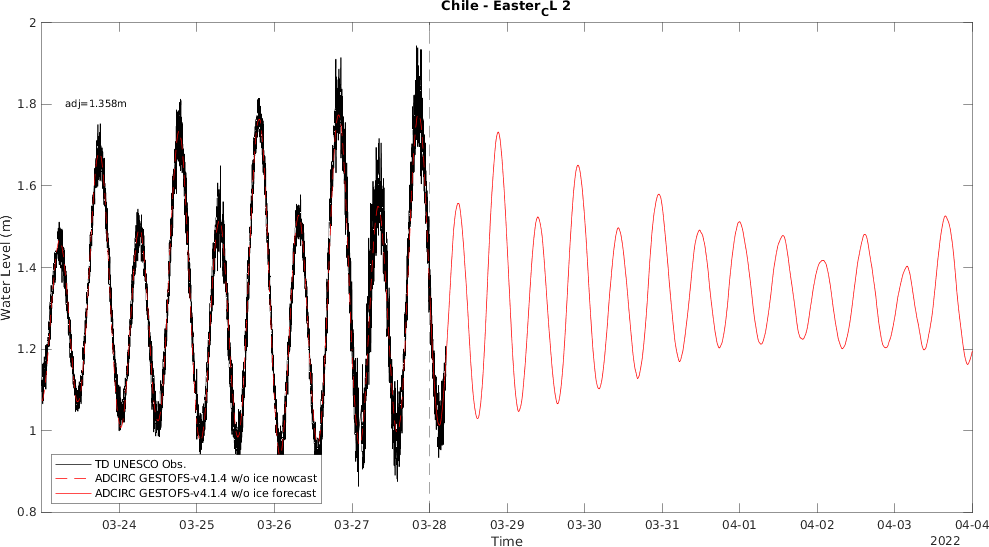 Chile - Easter_CL 2
2
1.8
1.6
1.4
1.2
1
0.8
Water Level (m)
adj=1.358m
TD UNESCO Obs.
ADCIRC GESTOFS-v4.1.4 w/o ice nowcast
ADCIRC GESTOFS-v4.1.4 w/o ice forecast
03-24 03-25 03-26 03-27 03-28 03-29 03-30 03-31 04-01 04-02 04-03 04-04
Time
2022